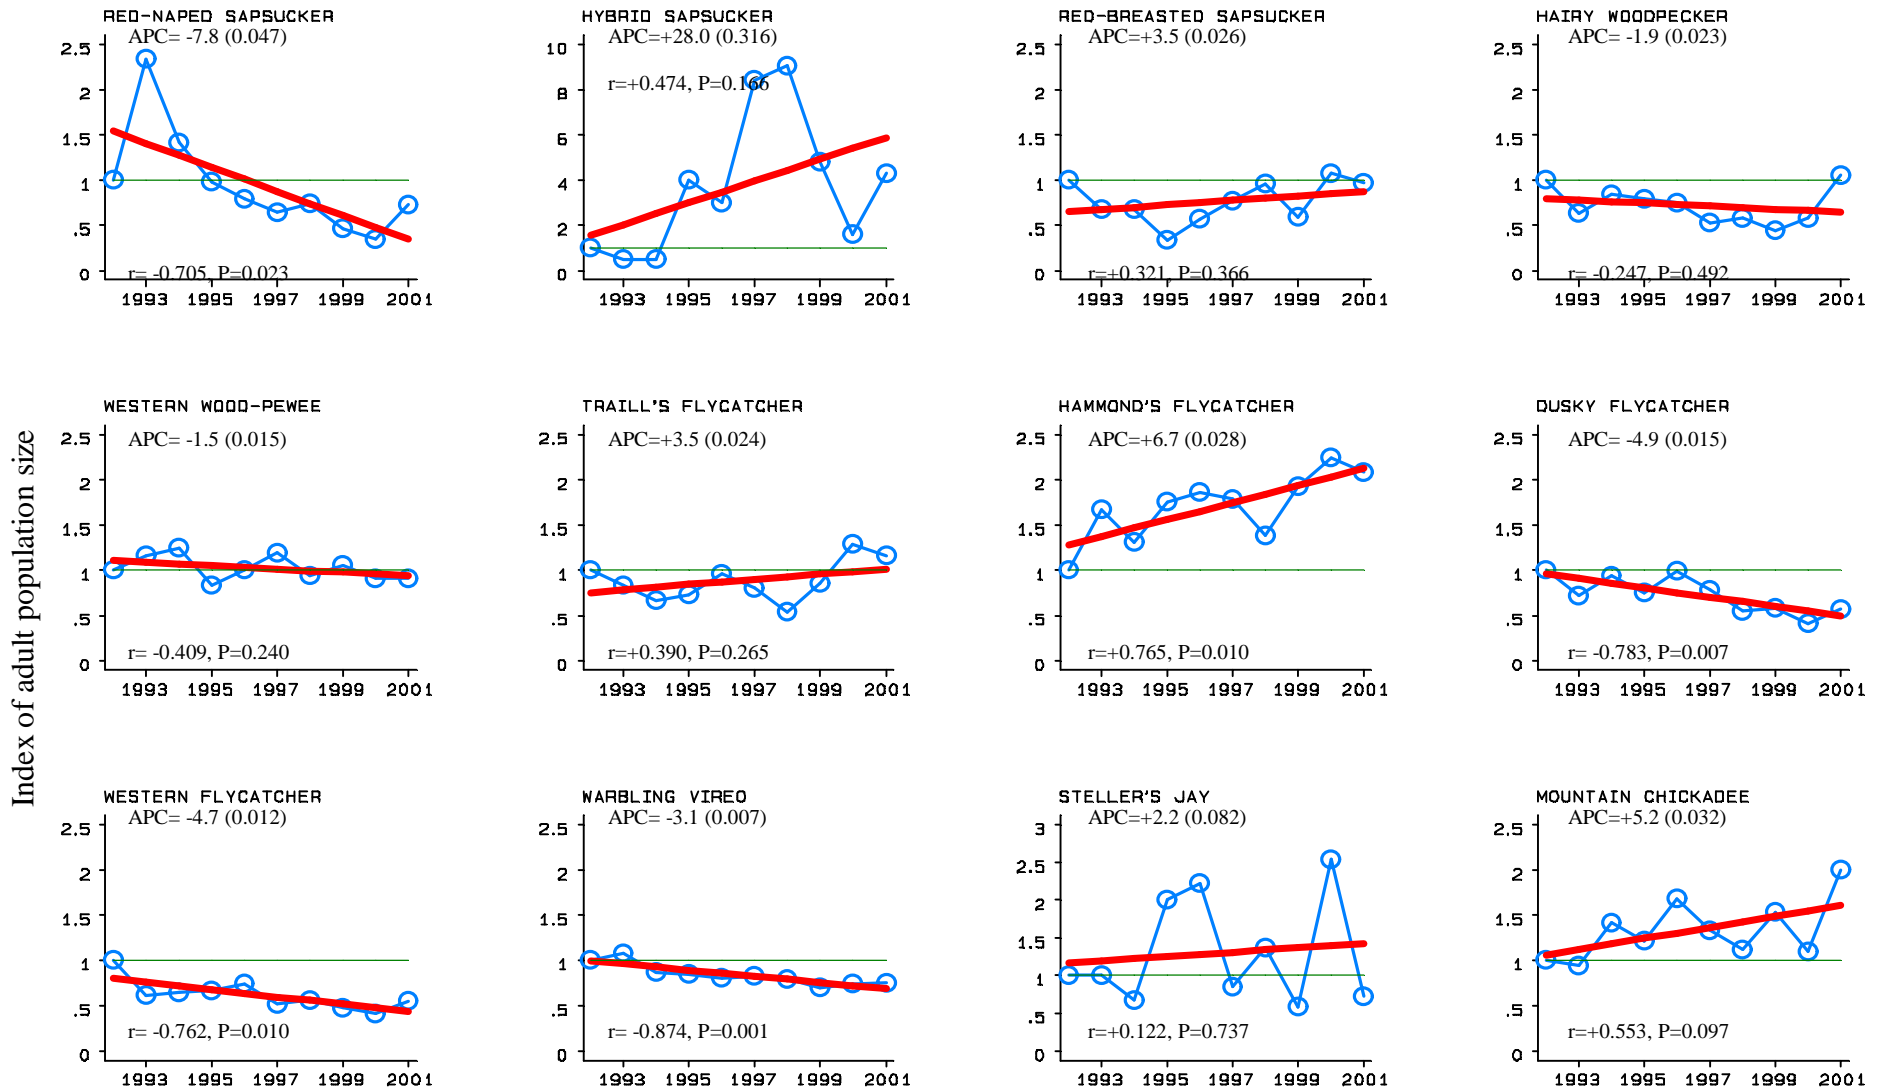 Index of adult population size
RED-NAPED SAPSUCKER
APC= -7.8 (0.047)
2.5
2
1.5
1
.5
0
r= -0.705, P=0.023
1993 1995 1997 1999 2001
HYBRID SAPSUCKER
APC=+28.0 (0.316)
10
r=+0.474, P=0.166
8
6
4
2
0
1993 1995 1997 1999 2001
RED-BREASTED SAPSUCKER
APC=+3.5 (0.026)
2.5
2
1.5
1
.5
0
r=+0.321, P=0.366
1993 1995 1997 1999 2001
HAIRY WOODPECKER
APC= -1.9 (0.023)
2.5
2
1.5
1
.5
0
r= -0.247, P=0.492
1993 1995 1997 1999 2001
WESTERN WOOD-PEWEE
APC= -1.5 (0.015)
2.5
2
1.5
1
.5
r= -0.409, P=0.240
0
1993 1995 1997 1999 2001
TRAILL'S FLYCATCHER
APC=+3.5 (0.024)
2.5
2
1.5
1
.5
r=+0.390, P=0.265
0
1993 1995 1997 1999 2001
HAMMOND'S FLYCATCHER
APC=+6.7 (0.028)
2.5
2
1.5
1
.5
r=+0.765, P=0.010
0
1993 1995 1997 1999 2001
DUSKY FLYCATCHER
APC= -4.9 (0.015)
2.5
2
1.5
1
.5
r= -0.783, P=0.007
0
1993 1995 1997 1999 2001
WESTERN FLYCATCHER
APC= -4.7 (0.012)
2.5
2
1.5
1
.5
r= -0.762, P=0.010
0
1993 1995 1997 1999 2001
WARBLING VIREO
APC= -3.1 (0.007)
2.5
2
1.5
1
.5
r= -0.874, P=0.001
0
1993 1995 1997 1999 2001
STELLER'S JAY
APC=+2.2 (0.082)
3
2.5
2
1.5
1
.5
r=+0.122, P=0.737
0
1993 1995 1997 1999 2001
MOUNTAIN CHICKADEE
APC=+5.2 (0.032)
2.5
2
1.5
1
.5
r=+0.553, P=0.097
0
1993 1995 1997 1999 2001